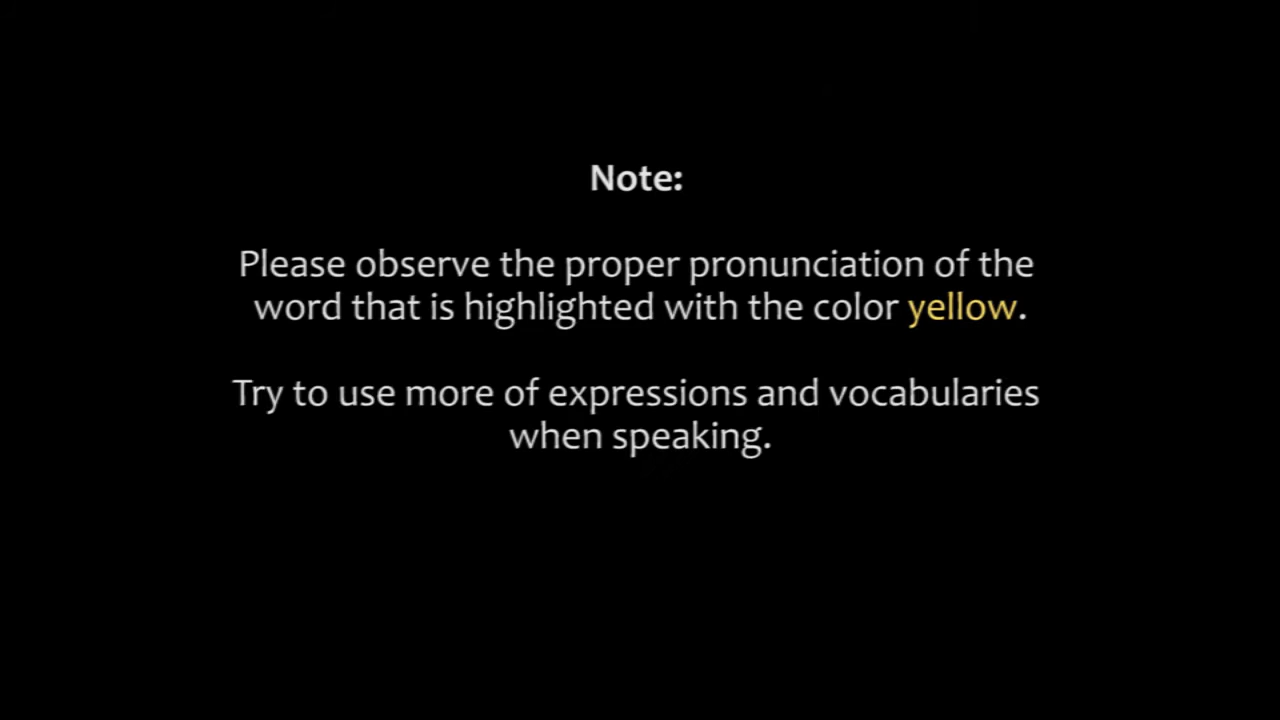 Note:
Please observe the proper pronunciation of the
word that is highlighted with the color yellow.
Try to use more of expressions and vocabularies
when speaking.